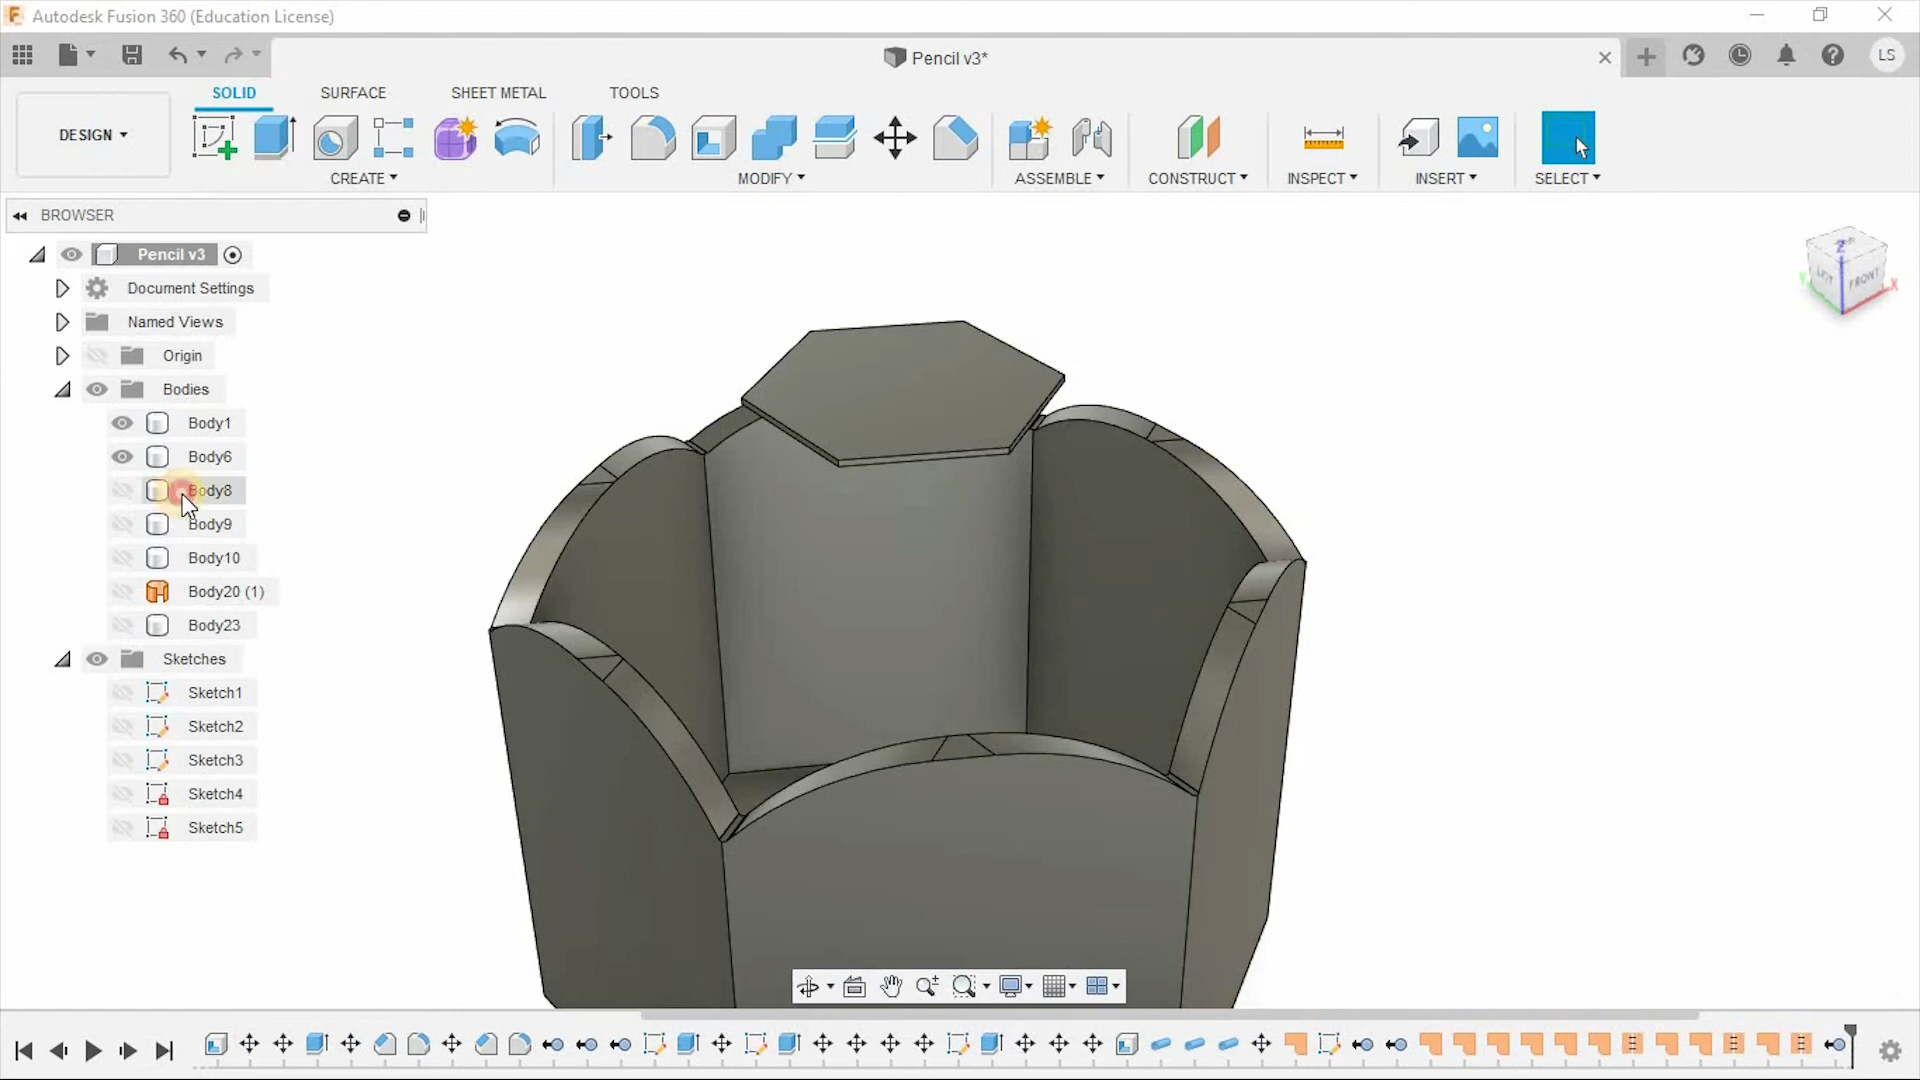 Autodesk Fusion 360 (Education License)
Pencil v3*
LS
SOLID
SURFACE
SHEET METAL
TOOLS
DESIGN
CREATE
MODIFY
ASSEMBLE
CONSTRUCT
INSPECT
INSERT
SELECT
BROWSER
Pencil v3
Document Settings
Named Views
Origin
Bodies
Body1
Body6
Body8
Body9
Body10
Body20 (1)
Body23
Sketches
Sketch1
Sketch2
Sketch3
Sketch4
Sketch5
Z
FRONT
X